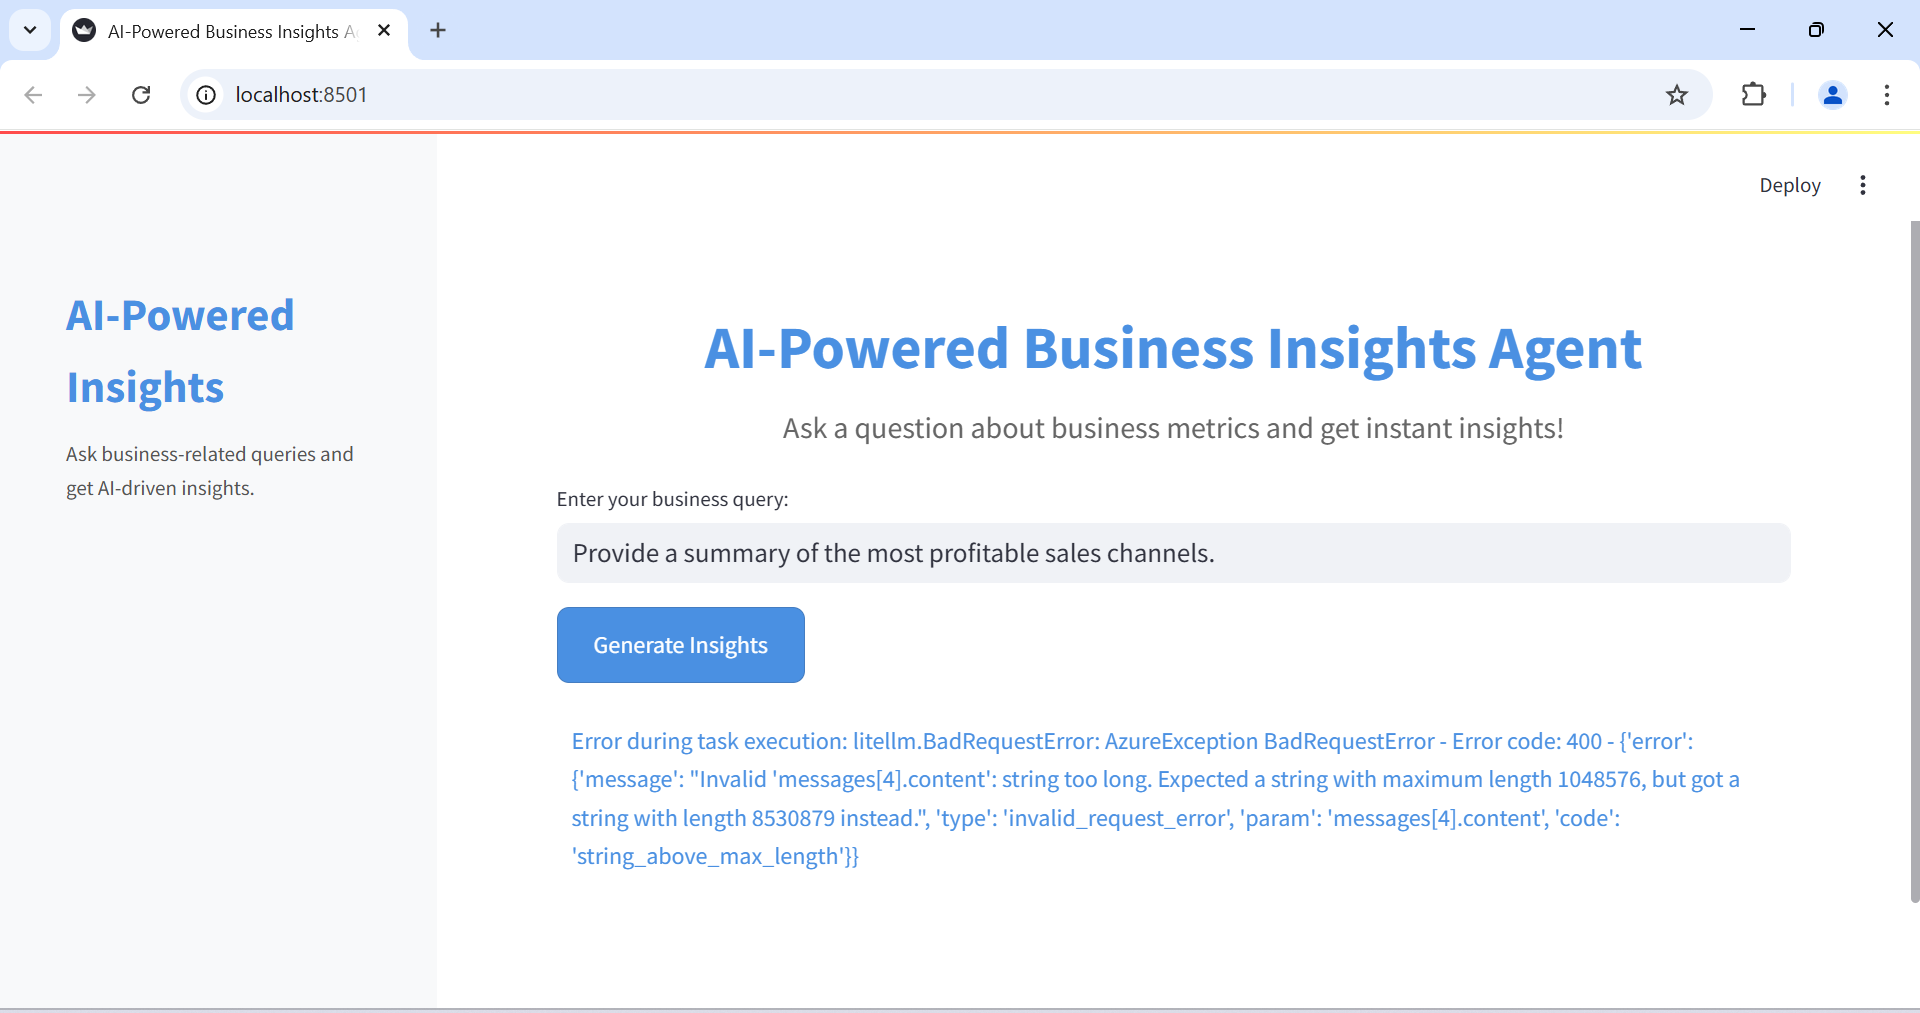 AI-Powered Business Insights A
localhost:8501
Deploy
AI-Powered
Insights
Ask business-related queries and
get AI-driven insights.
AI-Powered Business Insights Agent
Ask a question about business metrics and get instant insights!
Enter your business query:
Provide a summary of the most profitable sales channels.
Generate Insights
Error during task execution: litellm.BadRequestError: AzureException BadRequestError - Error code: 400 - {'error':
{'message': "Invalid 'messages[4].content': string too long. Expected a string with maximum length 1048576, but got a
string with length 8530879 instead.", 'type': 'invalid_request_error', 'param': 'messages[4].content', 'code':
'string_above_max_length'}}